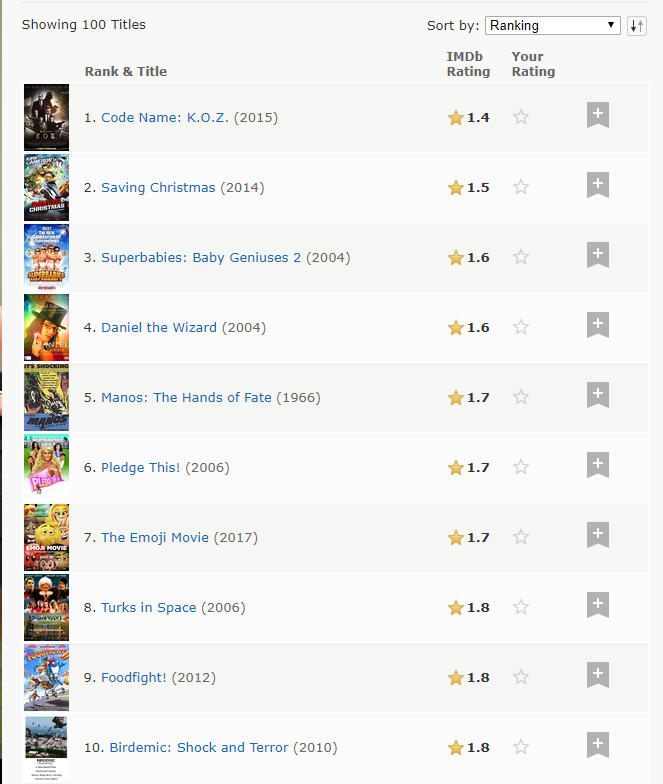 Showing 100 Titles
Sort by: Ranking
Rank & Title IMDb Rating Your Rating
1. Code Name: K.O.Z. (2015) 1.4
2. Saving Christmas (2014) 1.5
3. Superbabies: Baby Geniuses 2 (2004) 1.6
4. Daniel the Wizard (2004) 1.6
5. Manos: The Hands of Fate (1966) 1.7
6. Pledge This! (2006) 1.7
7. The Emoji Movie (2017) 1.7
8. Turks in Space (2006) 1.8
9. Foodfight! (2012) 1.8
10. Birdemic: Shock and Terror (2010) 1.8